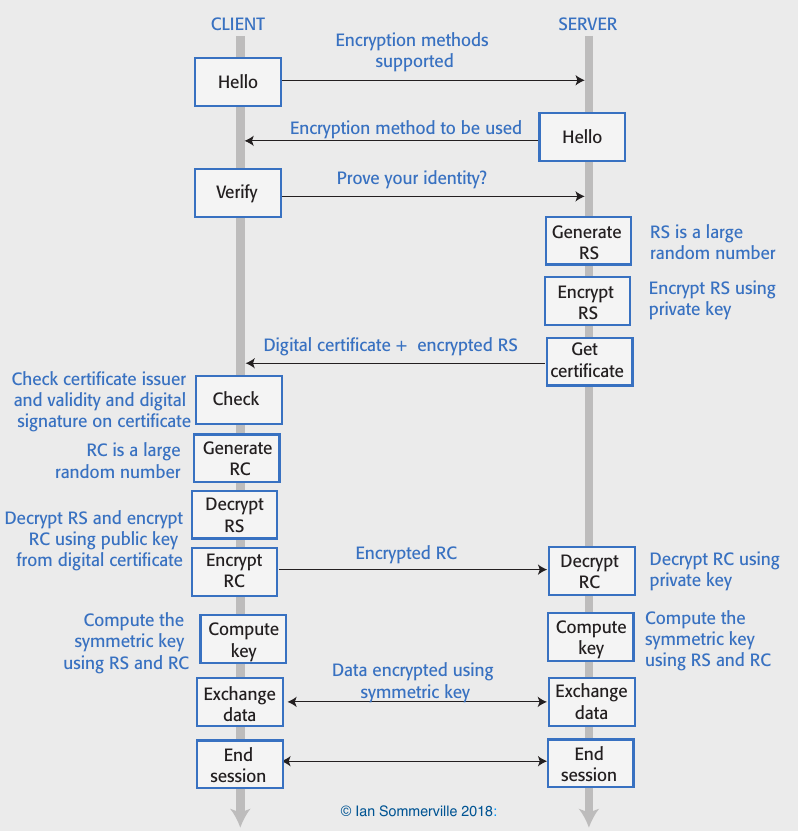 CLIENT
SERVER
Encryption methods
supported
Hello
Encryption method to be used
Hello
Verify
Prove your identity?
Generate
RS
RS is a large
random number
Encrypt
RS
Encrypt RS using
private key
Digital certificate + encrypted RS
Get
certificate
Check certificate issuer
and validity and digital
signature on certificate
Check
RC is a large
random number
Generate
RC
Decrypt
RS
Decrypt RS and encrypt
RC using public key
from digital certificate
Encrypt
RC
Encrypted RC
Decrypt
RC
Decrypt RC using
private key
Compute the
symmetric key
using RS and RC
Compute
key
Compute
key
Compute the
symmetric key
using RS and RC
Data encrypted using
symmetric key
Exchange
data
Exchange
data
End
session
End
session
© Ian Sommerville 2018: